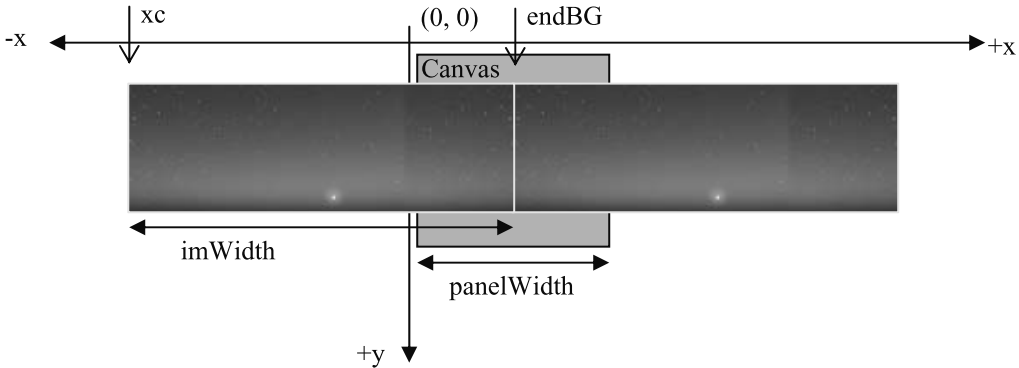 xc
(0, 0)
endBG
-x
+x
Canvas
imWidth
panelWidth
+y